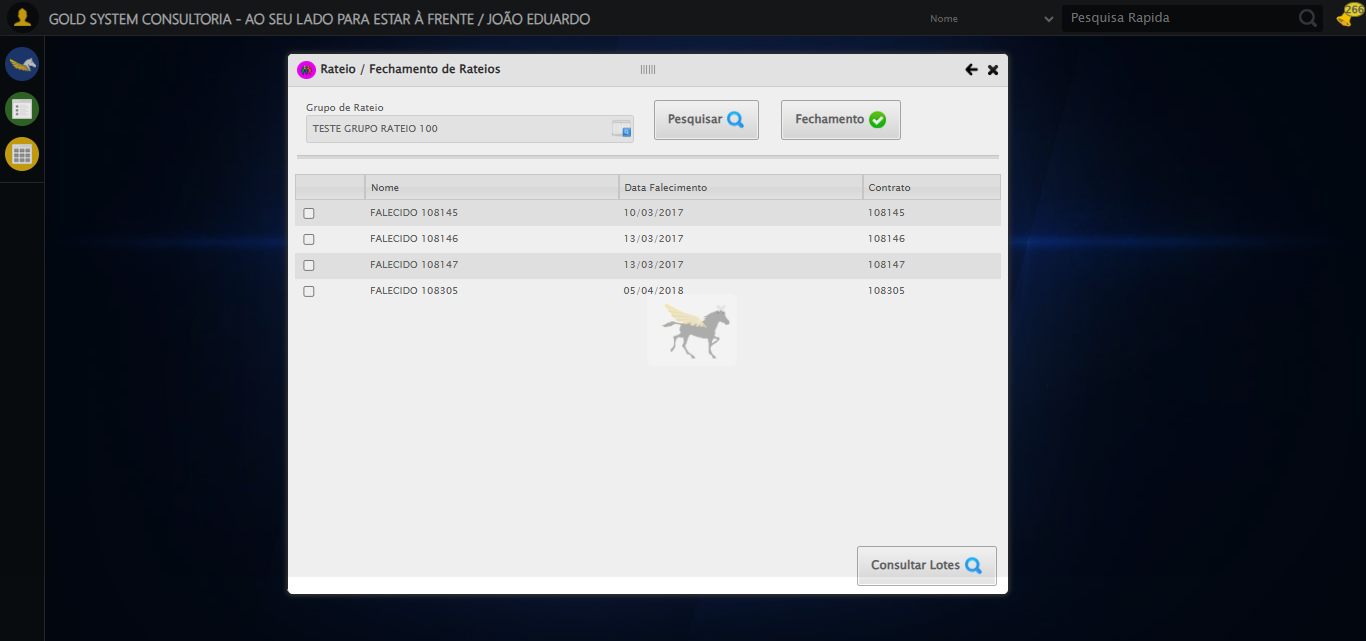 GOLD SYSTEM CONSULTORIA - AO SEU LADO PARA ESTAR À FRENTE / JOÃO EDUARDO
Nome
Pesquisa Rapida
266
Rateio / Fechamento de Rateios
Grupo de Rateio
TESTE GRUPO RATEIO 100
Pesquisar
Fechamento
Nome Data Falecimento Contrato
FALECIDO 108145 10/03/2017 108145
FALECIDO 108146 13/03/2017 108146
FALECIDO 108147 13/03/2017 108147
FALECIDO 108305 05/04/2018 108305
Consultar Lotes